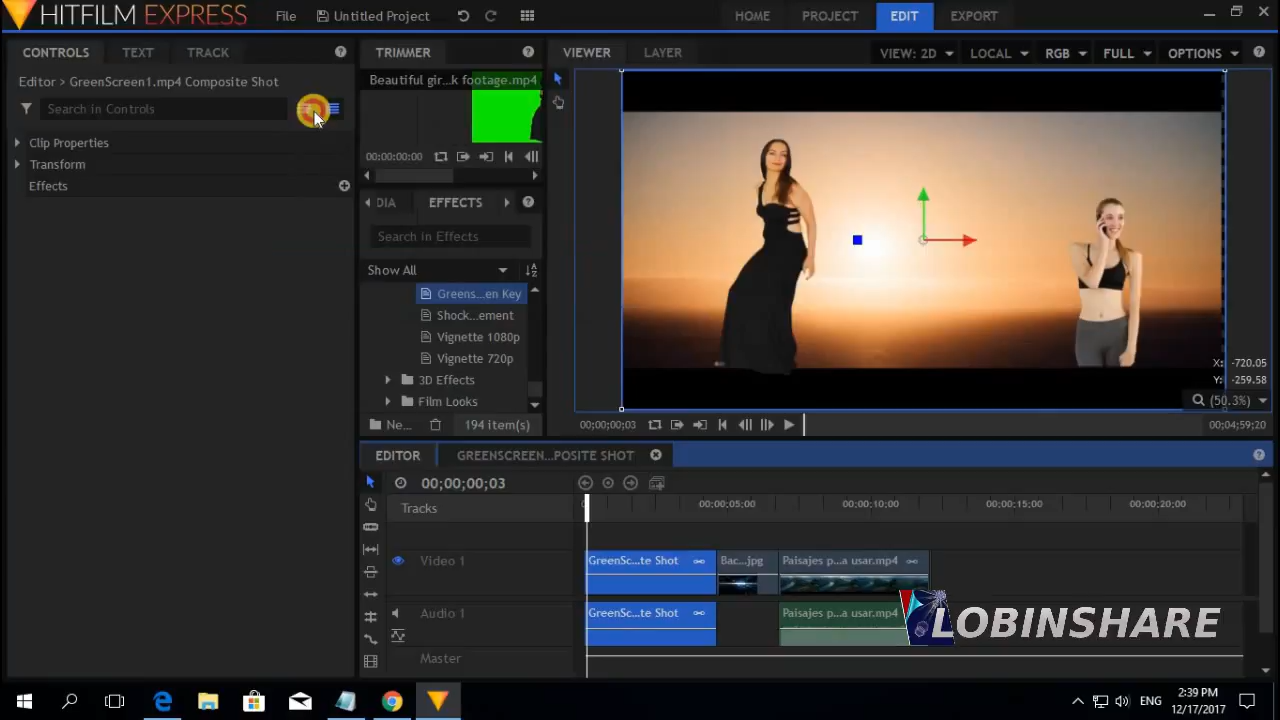 HITFILM EXPRESS
File
Untitled Project
HOME
PROJECT
EDIT
EXPORT
CONTROLS
TEXT
TRACK
TRIMMER
VIEWER
LAYER
VIEW: 2D
LOCAL
RGB
FULL
OPTIONS
Editor > GreenScreen1.mp4 Composite Shot
Search in Controls
Clip Properties
Transform
Effects
Beautiful gir...k footage.mp4
00:00:00:00
DIA
EFFECTS
Search in Effects
Show All
Greens...en Key
Shock...ement
Vignette 1080p
Vignette 720p
3D Effects
Film Looks
Ne...
194 item(s)
X: -720.05
Y: -259.58
(50.3%)
00;00;00;03
00;04;59;20
EDITOR
GREENSCREEN...POSITE SHOT
00;00;00;03
Tracks
00;00;05;00
00;00;10;00
00;00;15;00
00;00;20;00
Video 1
GreenSc...te Shot
Bac...jpg
Paisajes p...a usar.mp4
Audio 1
GreenSc...te Shot
Paisajes p...a usar.mp4
LOBINSHARE
Master
ENG
2:39 PM
12/17/2017